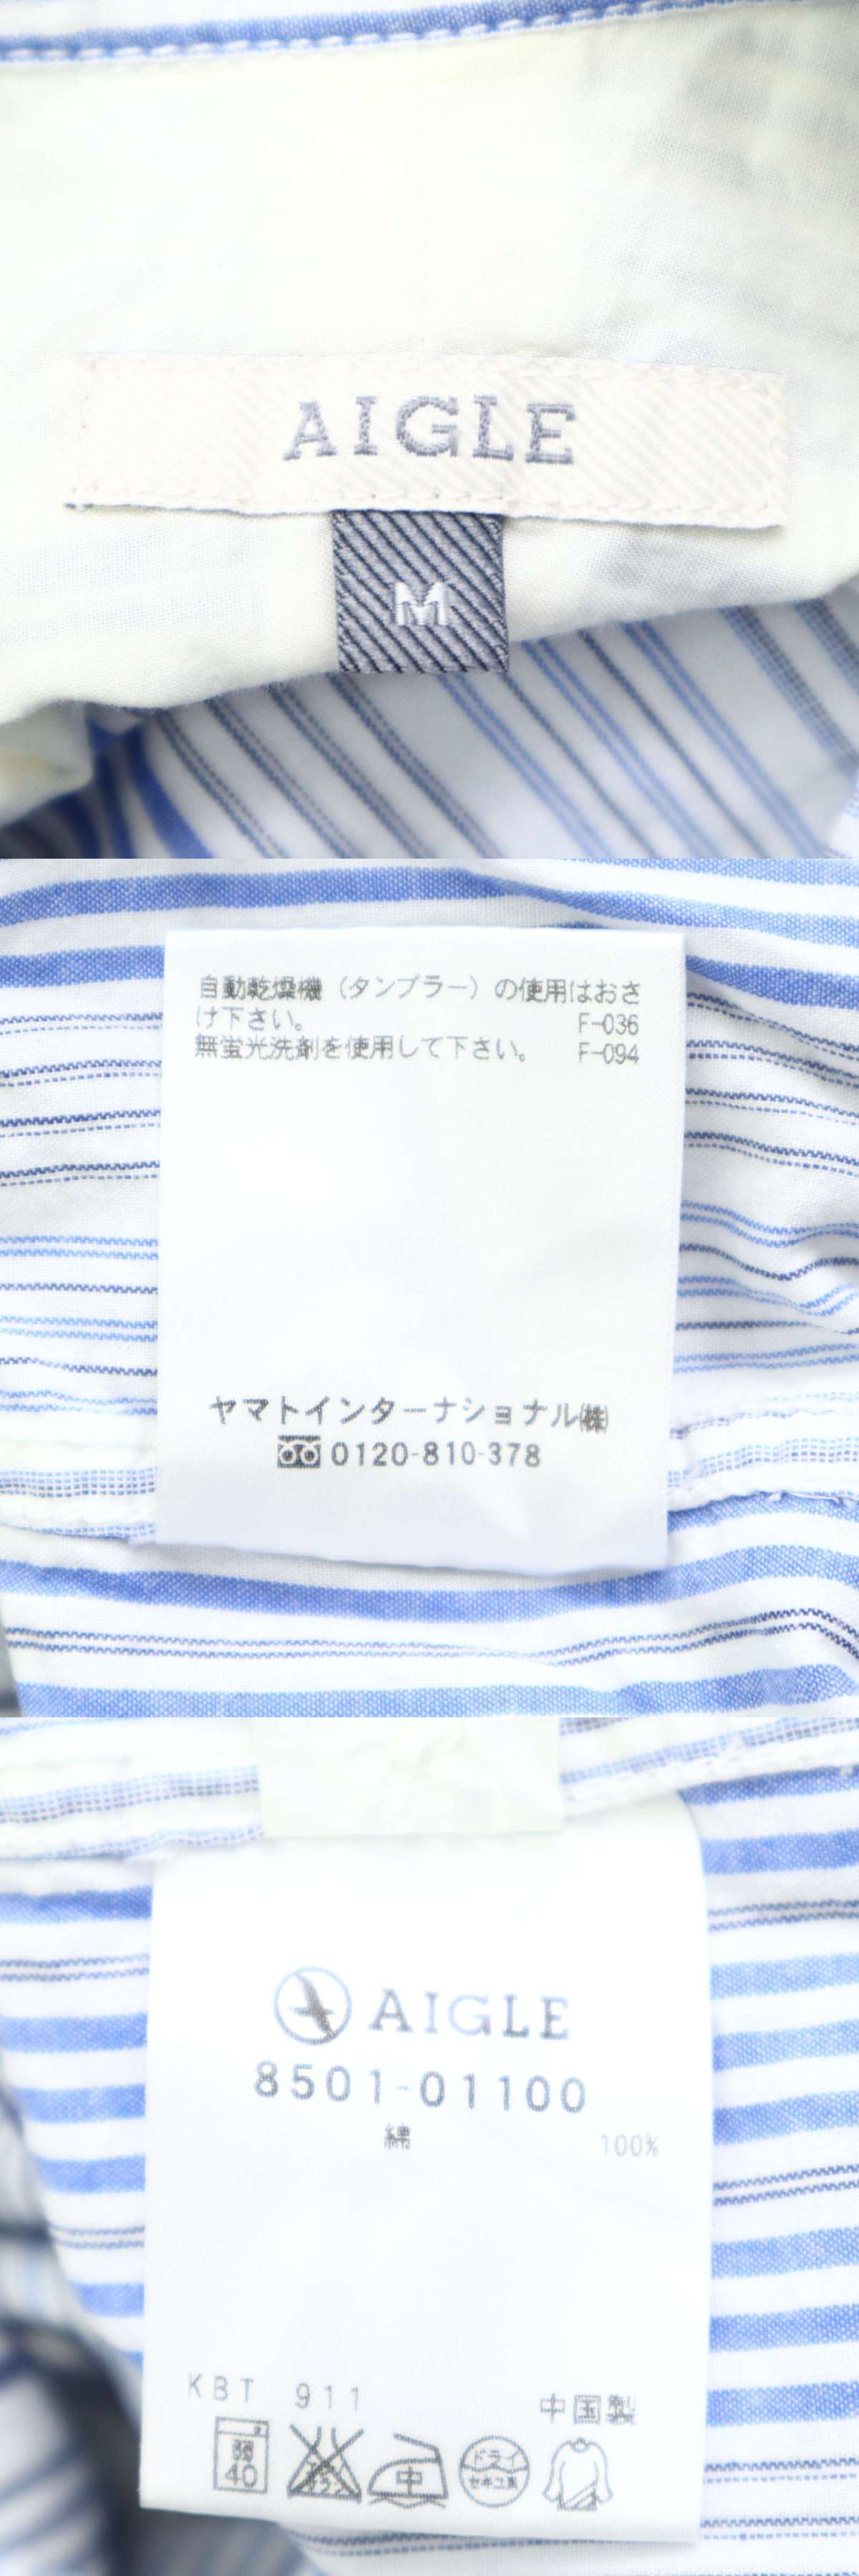 AIGLE
M
自動乾燥機（タンブラー）の使用はおさ
け下さい。 F-036
無蛍光洗剤を使用して下さい。 F-094
ヤマトインターナショナル㈱
0120-810-378
AIGLE
8501-01100
綿 100%
KBT 911
中国製
40 中 ドライ
セキユ系